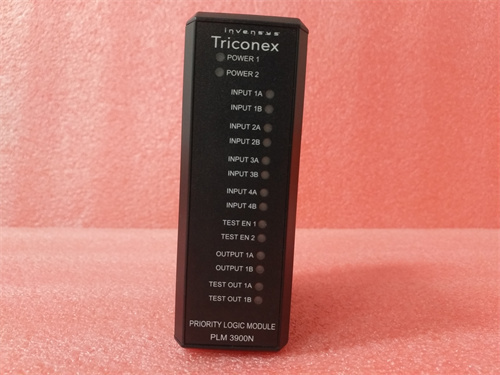 invensys
Triconex
POWER 1
POWER 2
INPUT 1A
INPUT 1B
INPUT 2A
INPUT 2B
INPUT 3A
INPUT 3B
INPUT 4A
INPUT 4B
TEST EN 1
TEST EN 2
OUTPUT 1A
OUTPUT 1B
TEST OUT 1A
TEST OUT 1B
PRIORITY LOGIC MODULE
PLM 3900N